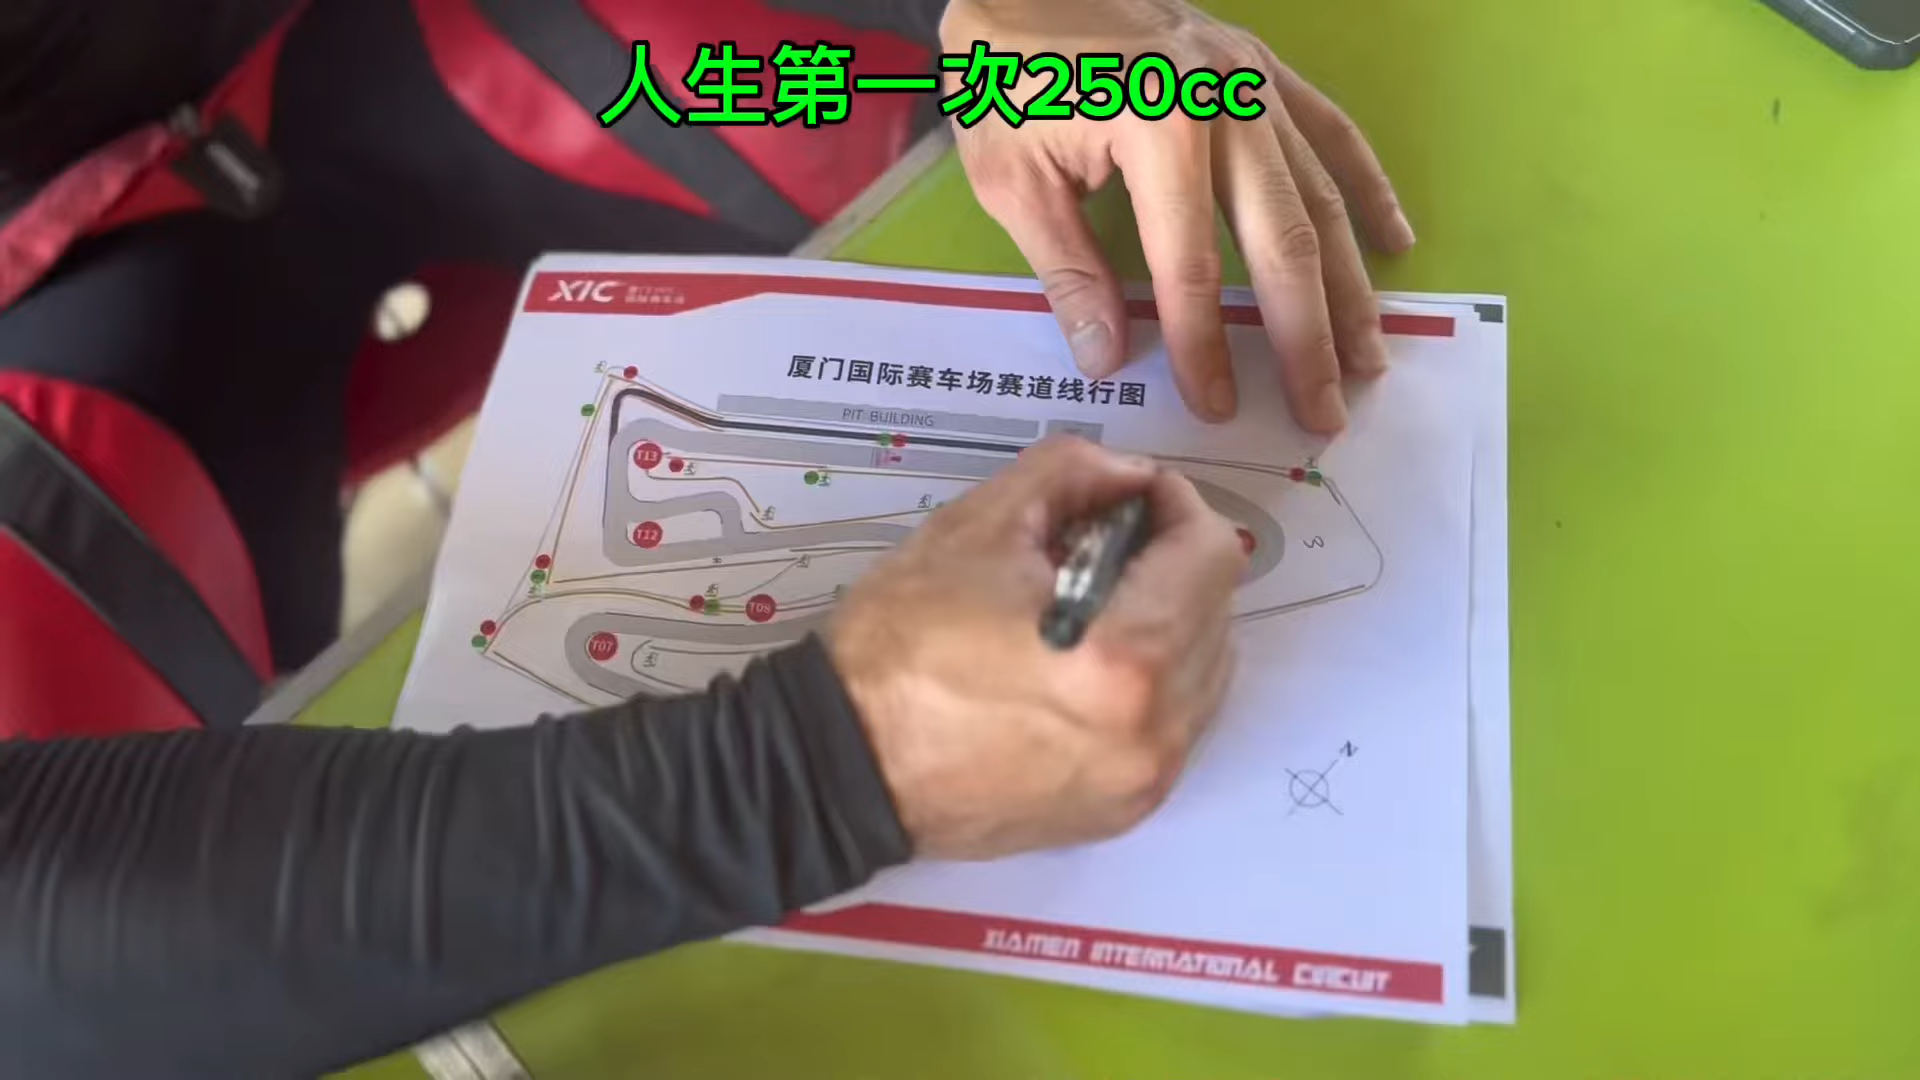 人生第一次250cc
XIC
厦门国际赛车场赛道线行图
PIT BUILDING
T13
T12
T08
T07
3
N
XIAMEN INTERNATIONAL CIRCUIT